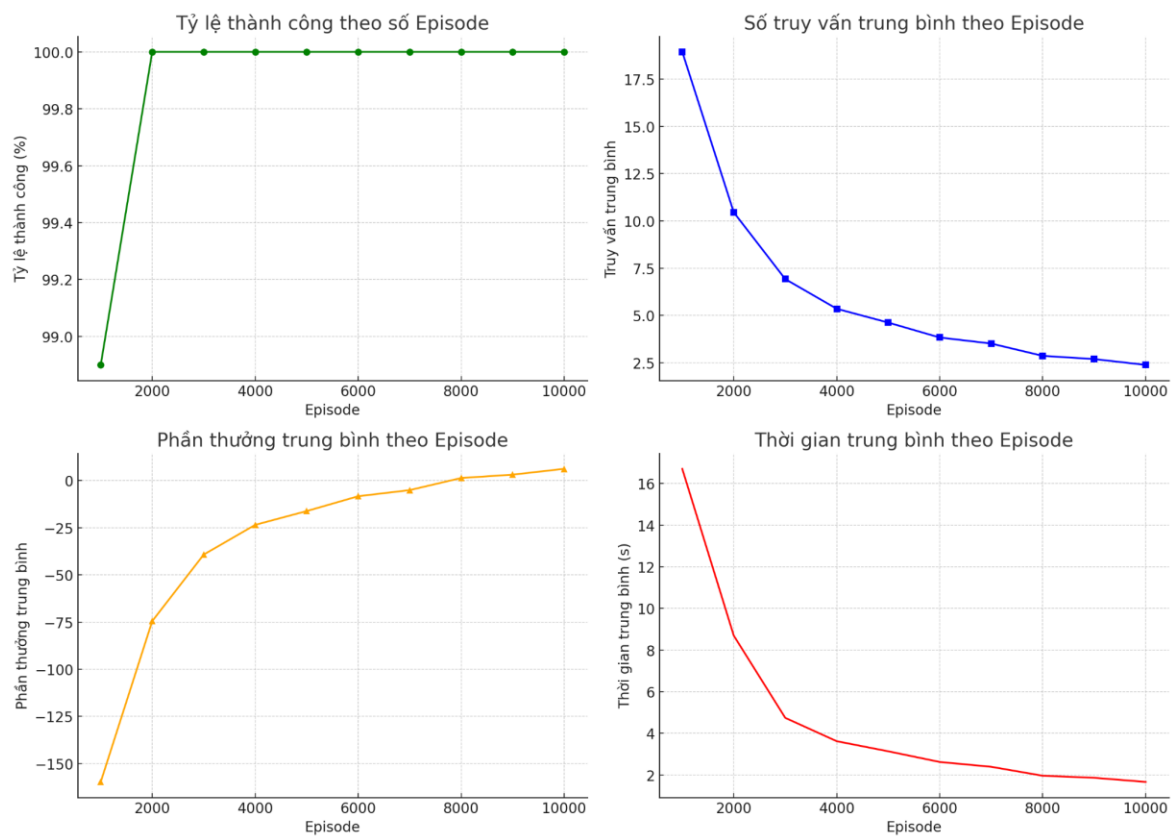 Tỷ lệ thành công theo số Episode
Tỷ lệ thành công (%)
100.0
99.8
99.6
99.4
99.2
99.0
2000 4000 6000 8000 10000
Episode
Số truy vấn trung bình theo Episode
Truy vấn trung bình
17.5
15.0
12.5
10.0
7.5
5.0
2.5
2000 4000 6000 8000 10000
Episode
Phần thưởng trung bình theo Episode
Phần thưởng trung bình
0
−25
−50
−75
−100
−125
−150
2000 4000 6000 8000 10000
Episode
Thời gian trung bình theo Episode
Thời gian trung bình (s)
16
14
12
10
8
6
4
2
2000 4000 6000 8000 10000
Episode